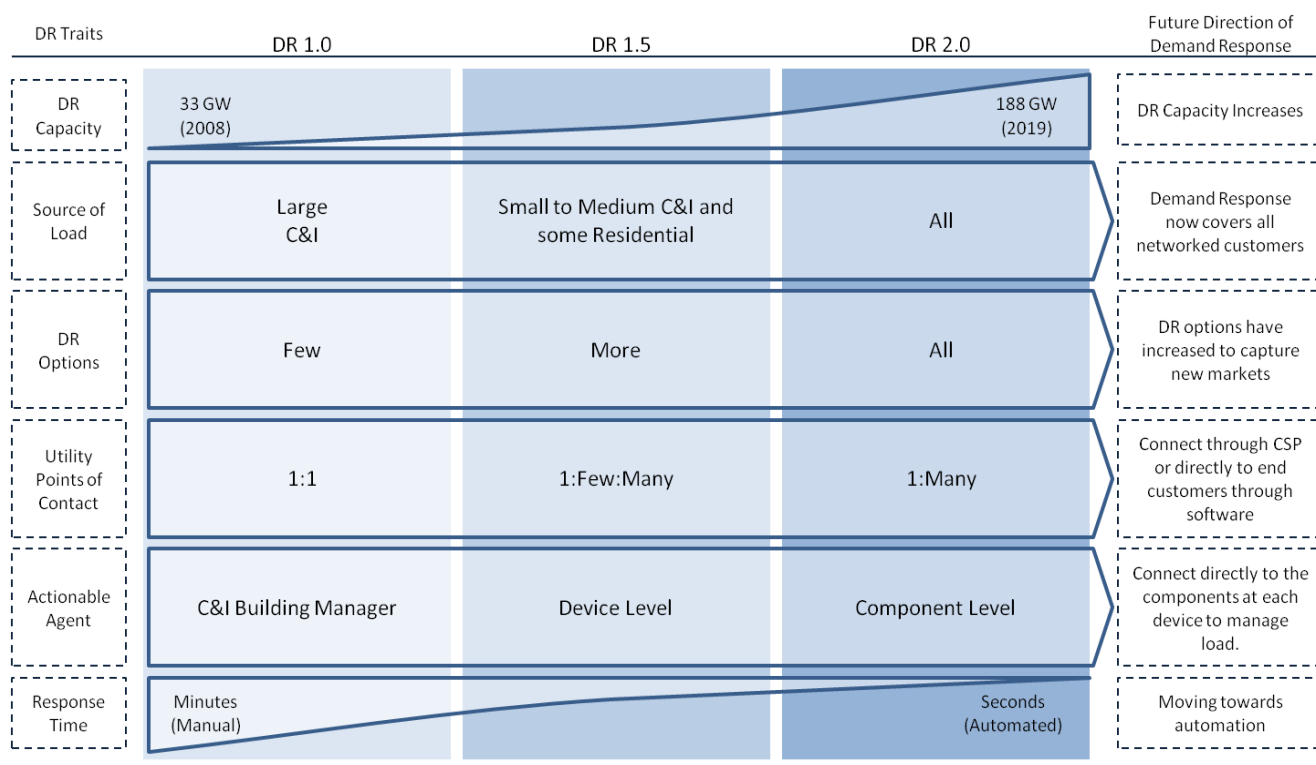 DR Traits
DR 1.0
DR 1.5
DR 2.0
Future Direction of
Demand Response
DR
Capacity
33 GW
(2008)
188 GW
(2019)
DR Capacity Increases
Source of
Load
Large
C&I
Small to Medium C&I and
some Residential
All
Demand Response
now covers all
networked customers
DR
Options
Few
More
All
DR options have
increased to capture
new markets
Utility
Points of
Contact
1:1
1:Few:Many
1:Many
Connect through CSP
or directly to end
customers through
software
Actionable
Agent
C&I Building Manager
Device Level
Component Level
Connect directly to the
components at each
device to manage
load.
Response
Time
Minutes
(Manual)
Seconds
(Automated)
Moving towards
automation